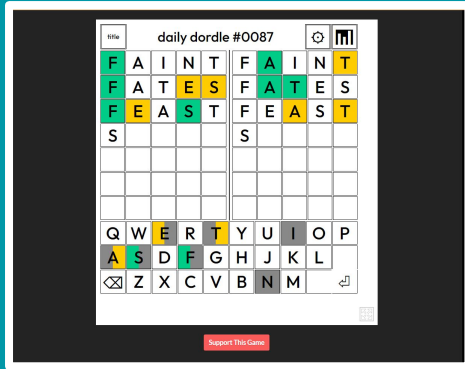 title daily dordle #0087
F A I N T F A I N T
F A T E S F A T E S
F E A S T F E A S T
S S
Q W E R T Y U I O P
A S D F G H J K L
Z X C V B N M
Support This Game